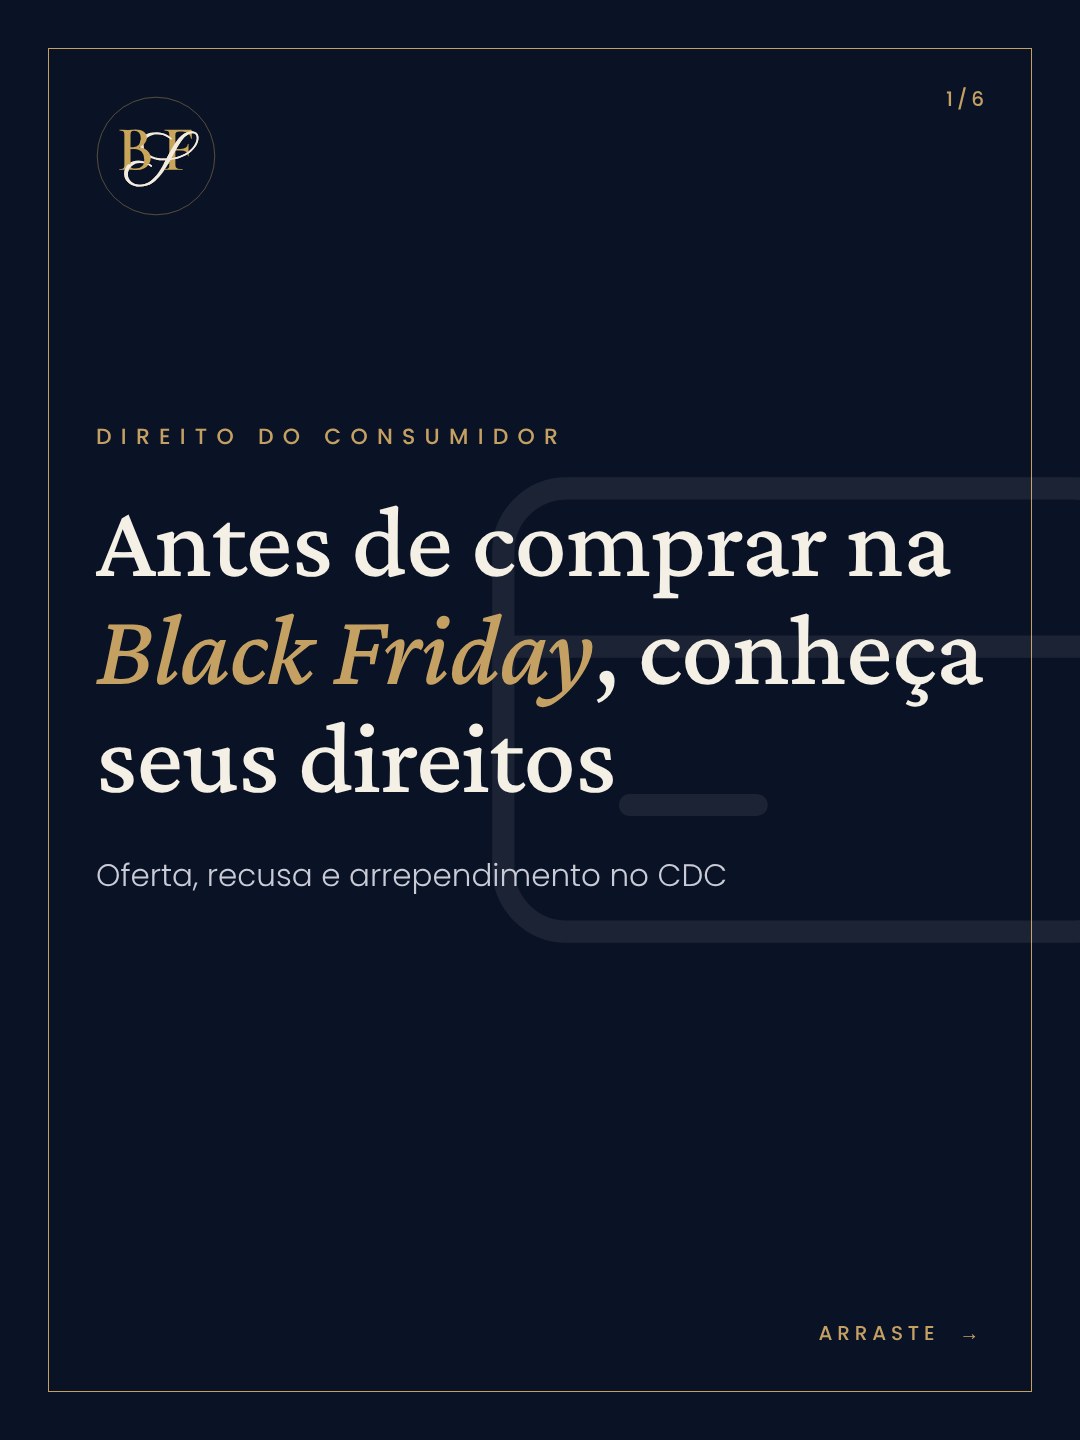 BSF
1/6
DIREITO DO CONSUMIDOR
Antes de comprar na
Black Friday, conheça
seus direitos
Oferta, recusa e arrependimento no CDC
ARRASTE →